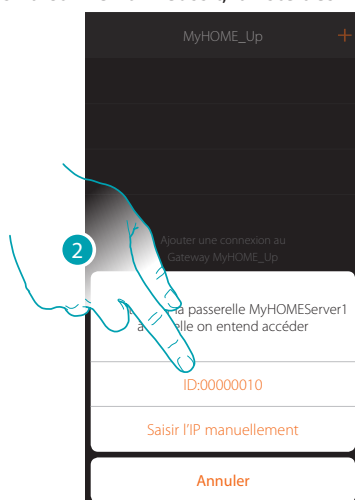 MyHOME_Up +
Ajouter une connexion au
Gateway MyHOME_Up
2
la passerelle MyHOMEServer1
elle on entend accéder
ID:00000010
Saisir l'IP manuellement
Annuler